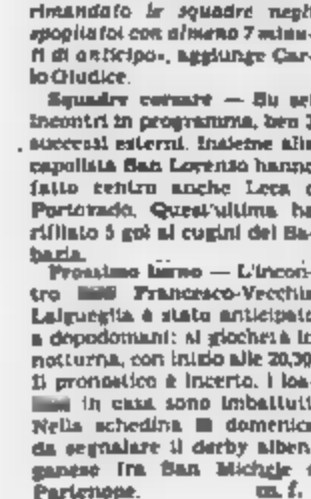 rimandato le squadre negli
spogliatoi con almeno 7 minu-
ti di anticipo», aggiunge Car-
lo Giudice.
Squadre corsare — Su sei
incontri in programma, ben 3
successi esterni. Insieme alla
capolista San Lorenzo hanno
fatto centro anche Leca e
Portovado. Quest'ultima ha
rifilato 5 gol ai cugini del Sa-
bazia.
Prossimo turno — L'incon-
tro Francesco-Vecchia
Laigueglia è stato anticipato
a dopodomani: si giocherà in
notturna, con inizio alle 20,30.
Il pronostico è incerto. I
in casa sono imbattuti.
Nella schedina domenica
da segnalare il derby alben-
ganese fra San Michele e
Partenope. m. f.